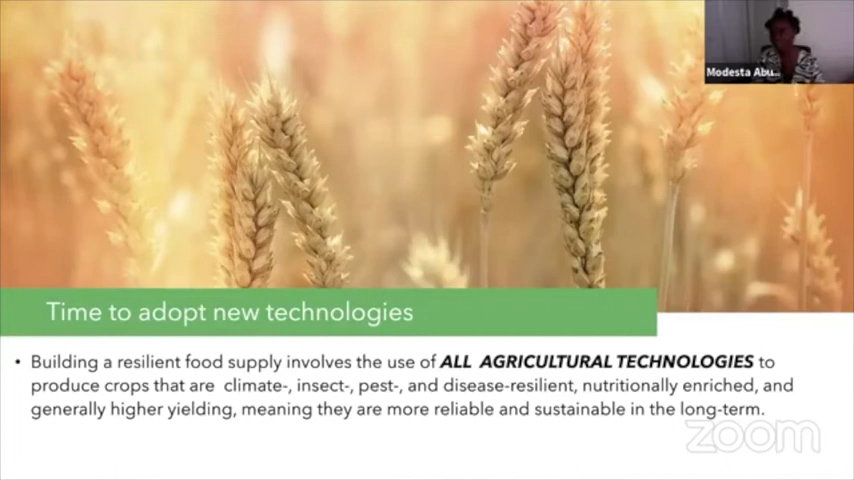 Modesta Abu...
Time to adopt new technologies
• Building a resilient food supply involves the use of ALL AGRICULTURAL TECHNOLOGIES to
produce crops that are climate-, insect-, pest-, and disease-resilient, nutritionally enriched, and
generally higher yielding, meaning they are more reliable and sustainable in the long-term.
zoom